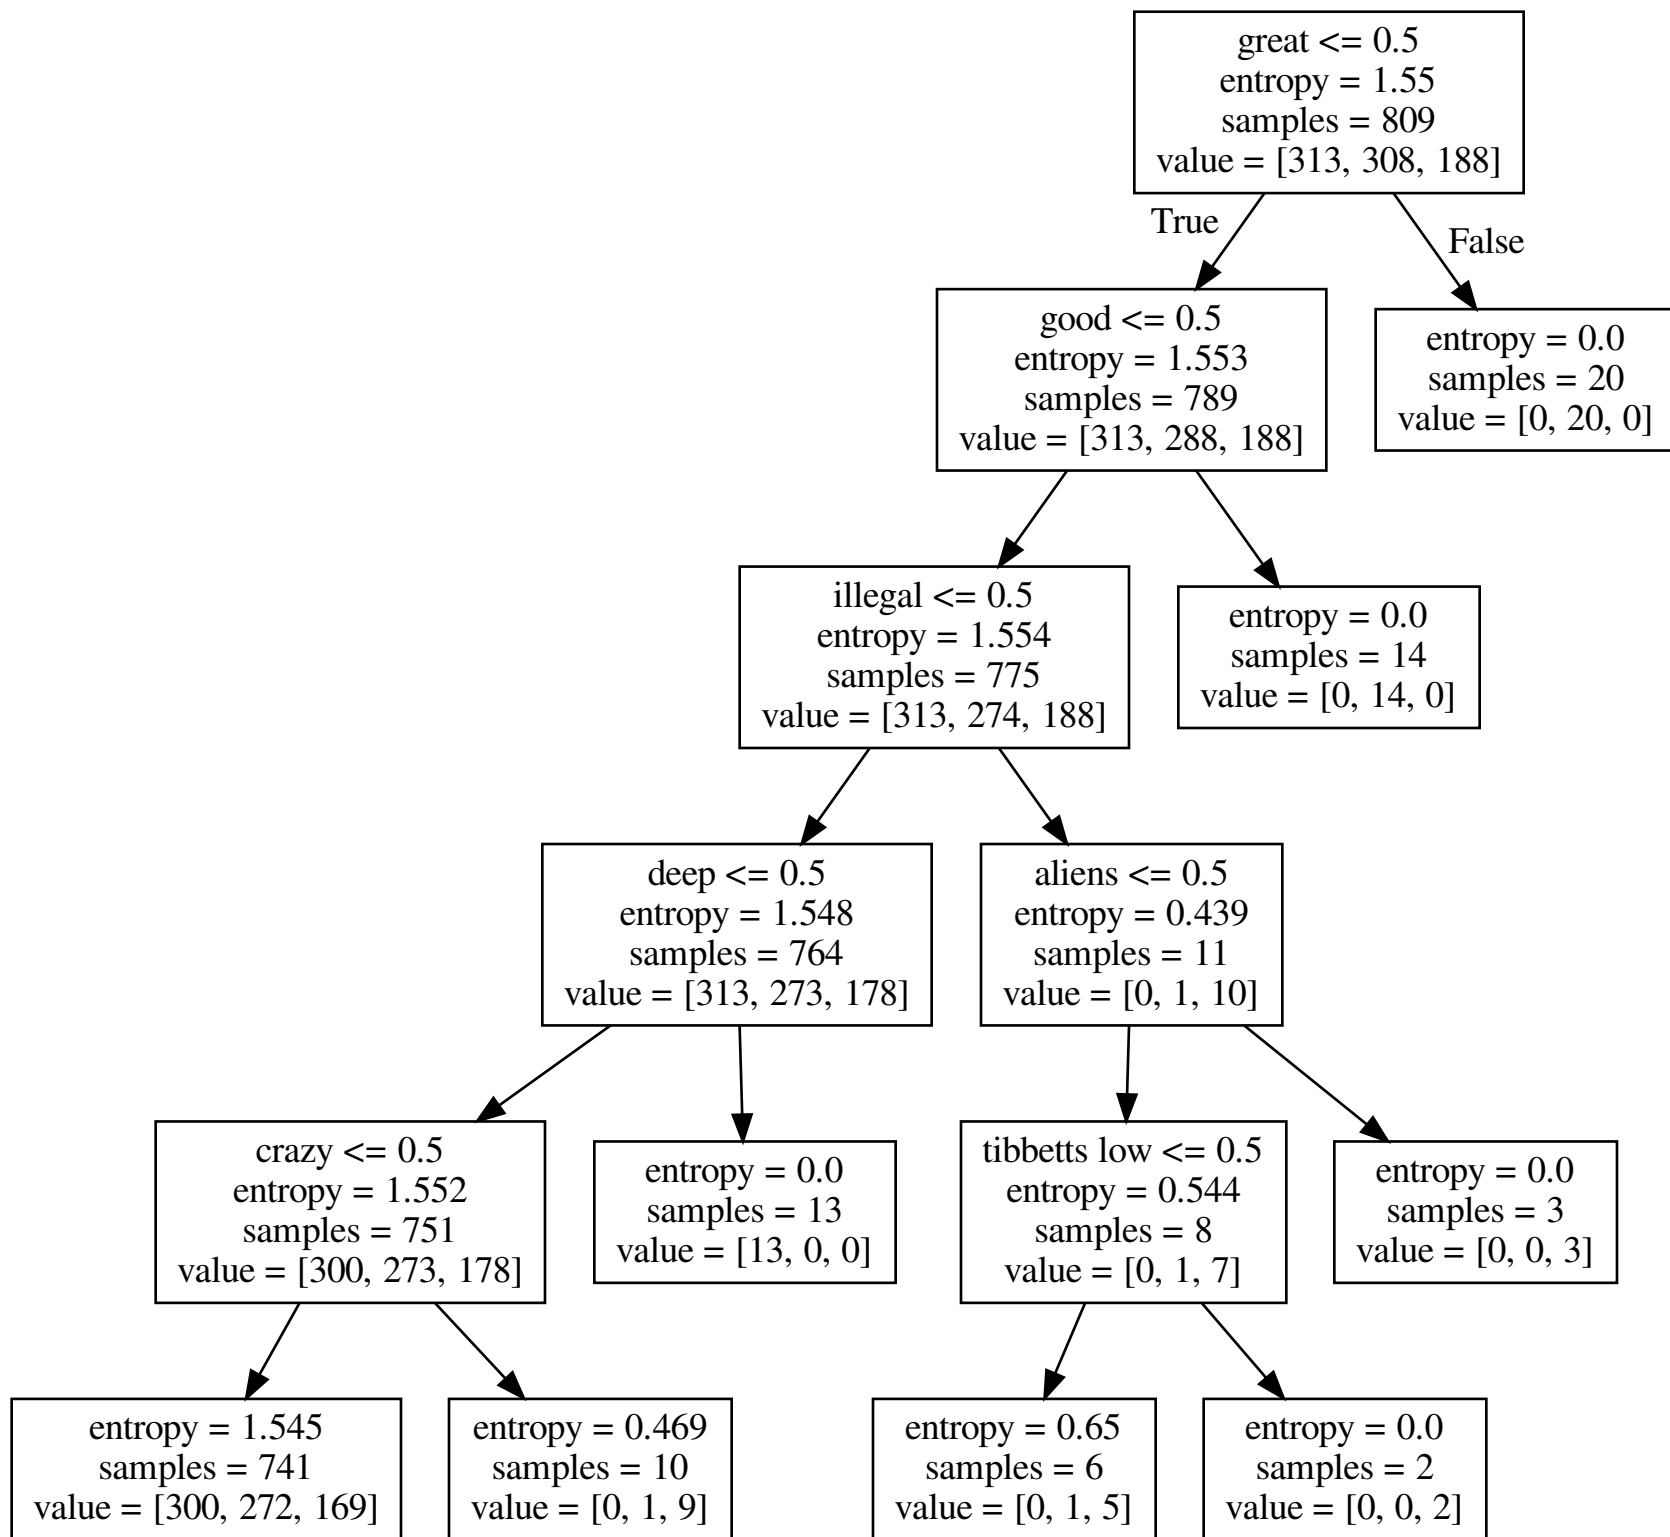 great <= 0.5
entropy = 1.55
samples = 809
value = [313, 308, 188]
True
False
good <= 0.5
entropy = 1.553
samples = 789
value = [313, 288, 188]
entropy = 0.0
samples = 20
value = [0, 20, 0]
illegal <= 0.5
entropy = 1.554
samples = 775
value = [313, 274, 188]
entropy = 0.0
samples = 14
value = [0, 14, 0]
deep <= 0.5
entropy = 1.548
samples = 764
value = [313, 273, 178]
aliens <= 0.5
entropy = 0.439
samples = 11
value = [0, 1, 10]
crazy <= 0.5
entropy = 1.552
samples = 751
value = [300, 273, 178]
entropy = 0.0
samples = 13
value = [13, 0, 0]
tibbetts low <= 0.5
entropy = 0.544
samples = 8
value = [0, 1, 7]
entropy = 0.0
samples = 3
value = [0, 0, 3]
entropy = 1.545
samples = 741
value = [300, 272, 169]
entropy = 0.469
samples = 10
value = [0, 1, 9]
entropy = 0.65
samples = 6
value = [0, 1, 5]
entropy = 0.0
samples = 2
value = [0, 0, 2]